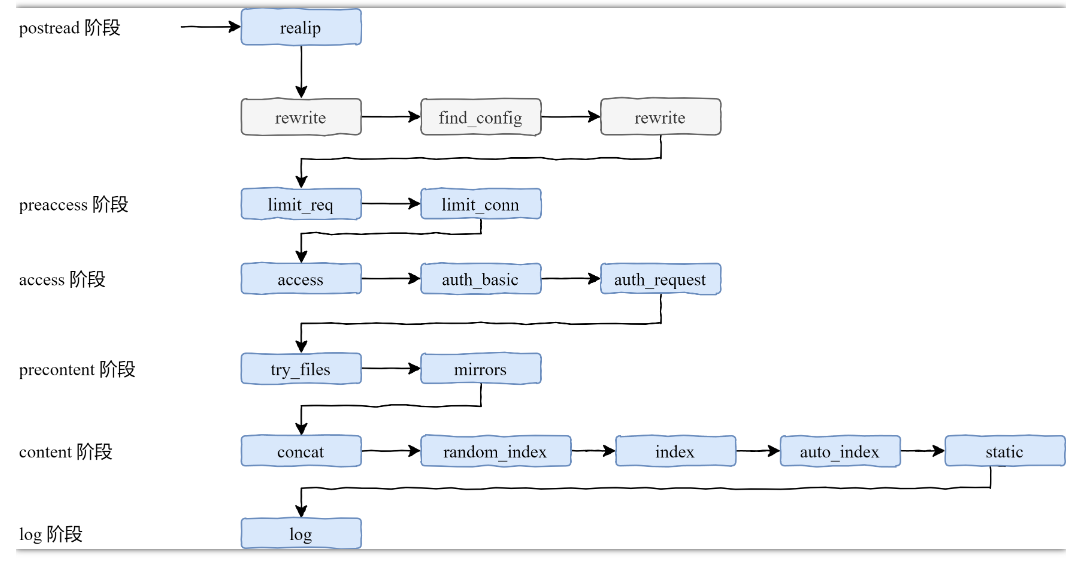 postread 阶段 realip
rewrite find_config rewrite
preaccess 阶段 limit_req limit_conn
access 阶段 access auth_basic auth_request
precontent 阶段 try_files mirrors
content 阶段 concat random_index index auto_index static
log 阶段 log